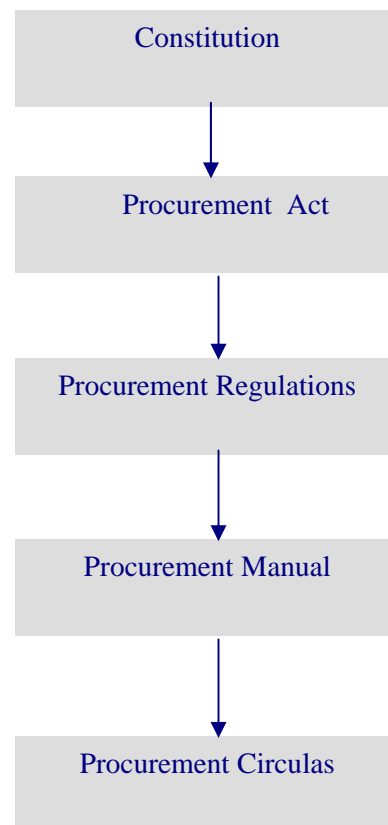 Constitution
Procurement Act
Procurement Regulations
Procurement Manual
Procurement Circulas